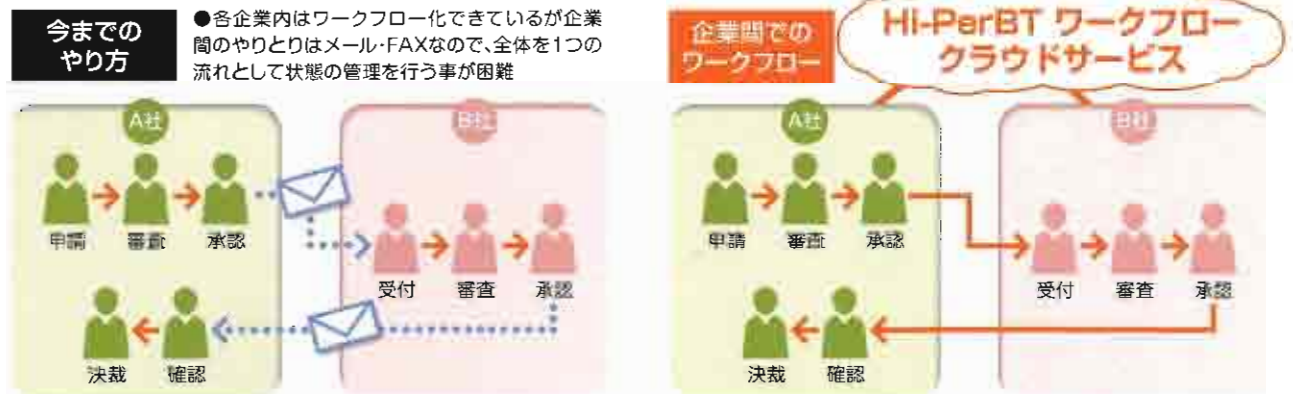 今までの
やり方
●各企業内はワークフロー化できているが企業
間のやりとりはメール・FAXなので、全体を1つの
流れとして状態の管理を行う事が困難
A社
B社
申請
審査
承認
受付
審査
承認
決裁
確認
企業間での
ワークフロー
Hi-PerBT ワークフロー
クラウドサービス
A社
B社
申請
審査
承認
受付
審査
承認
決裁
確認